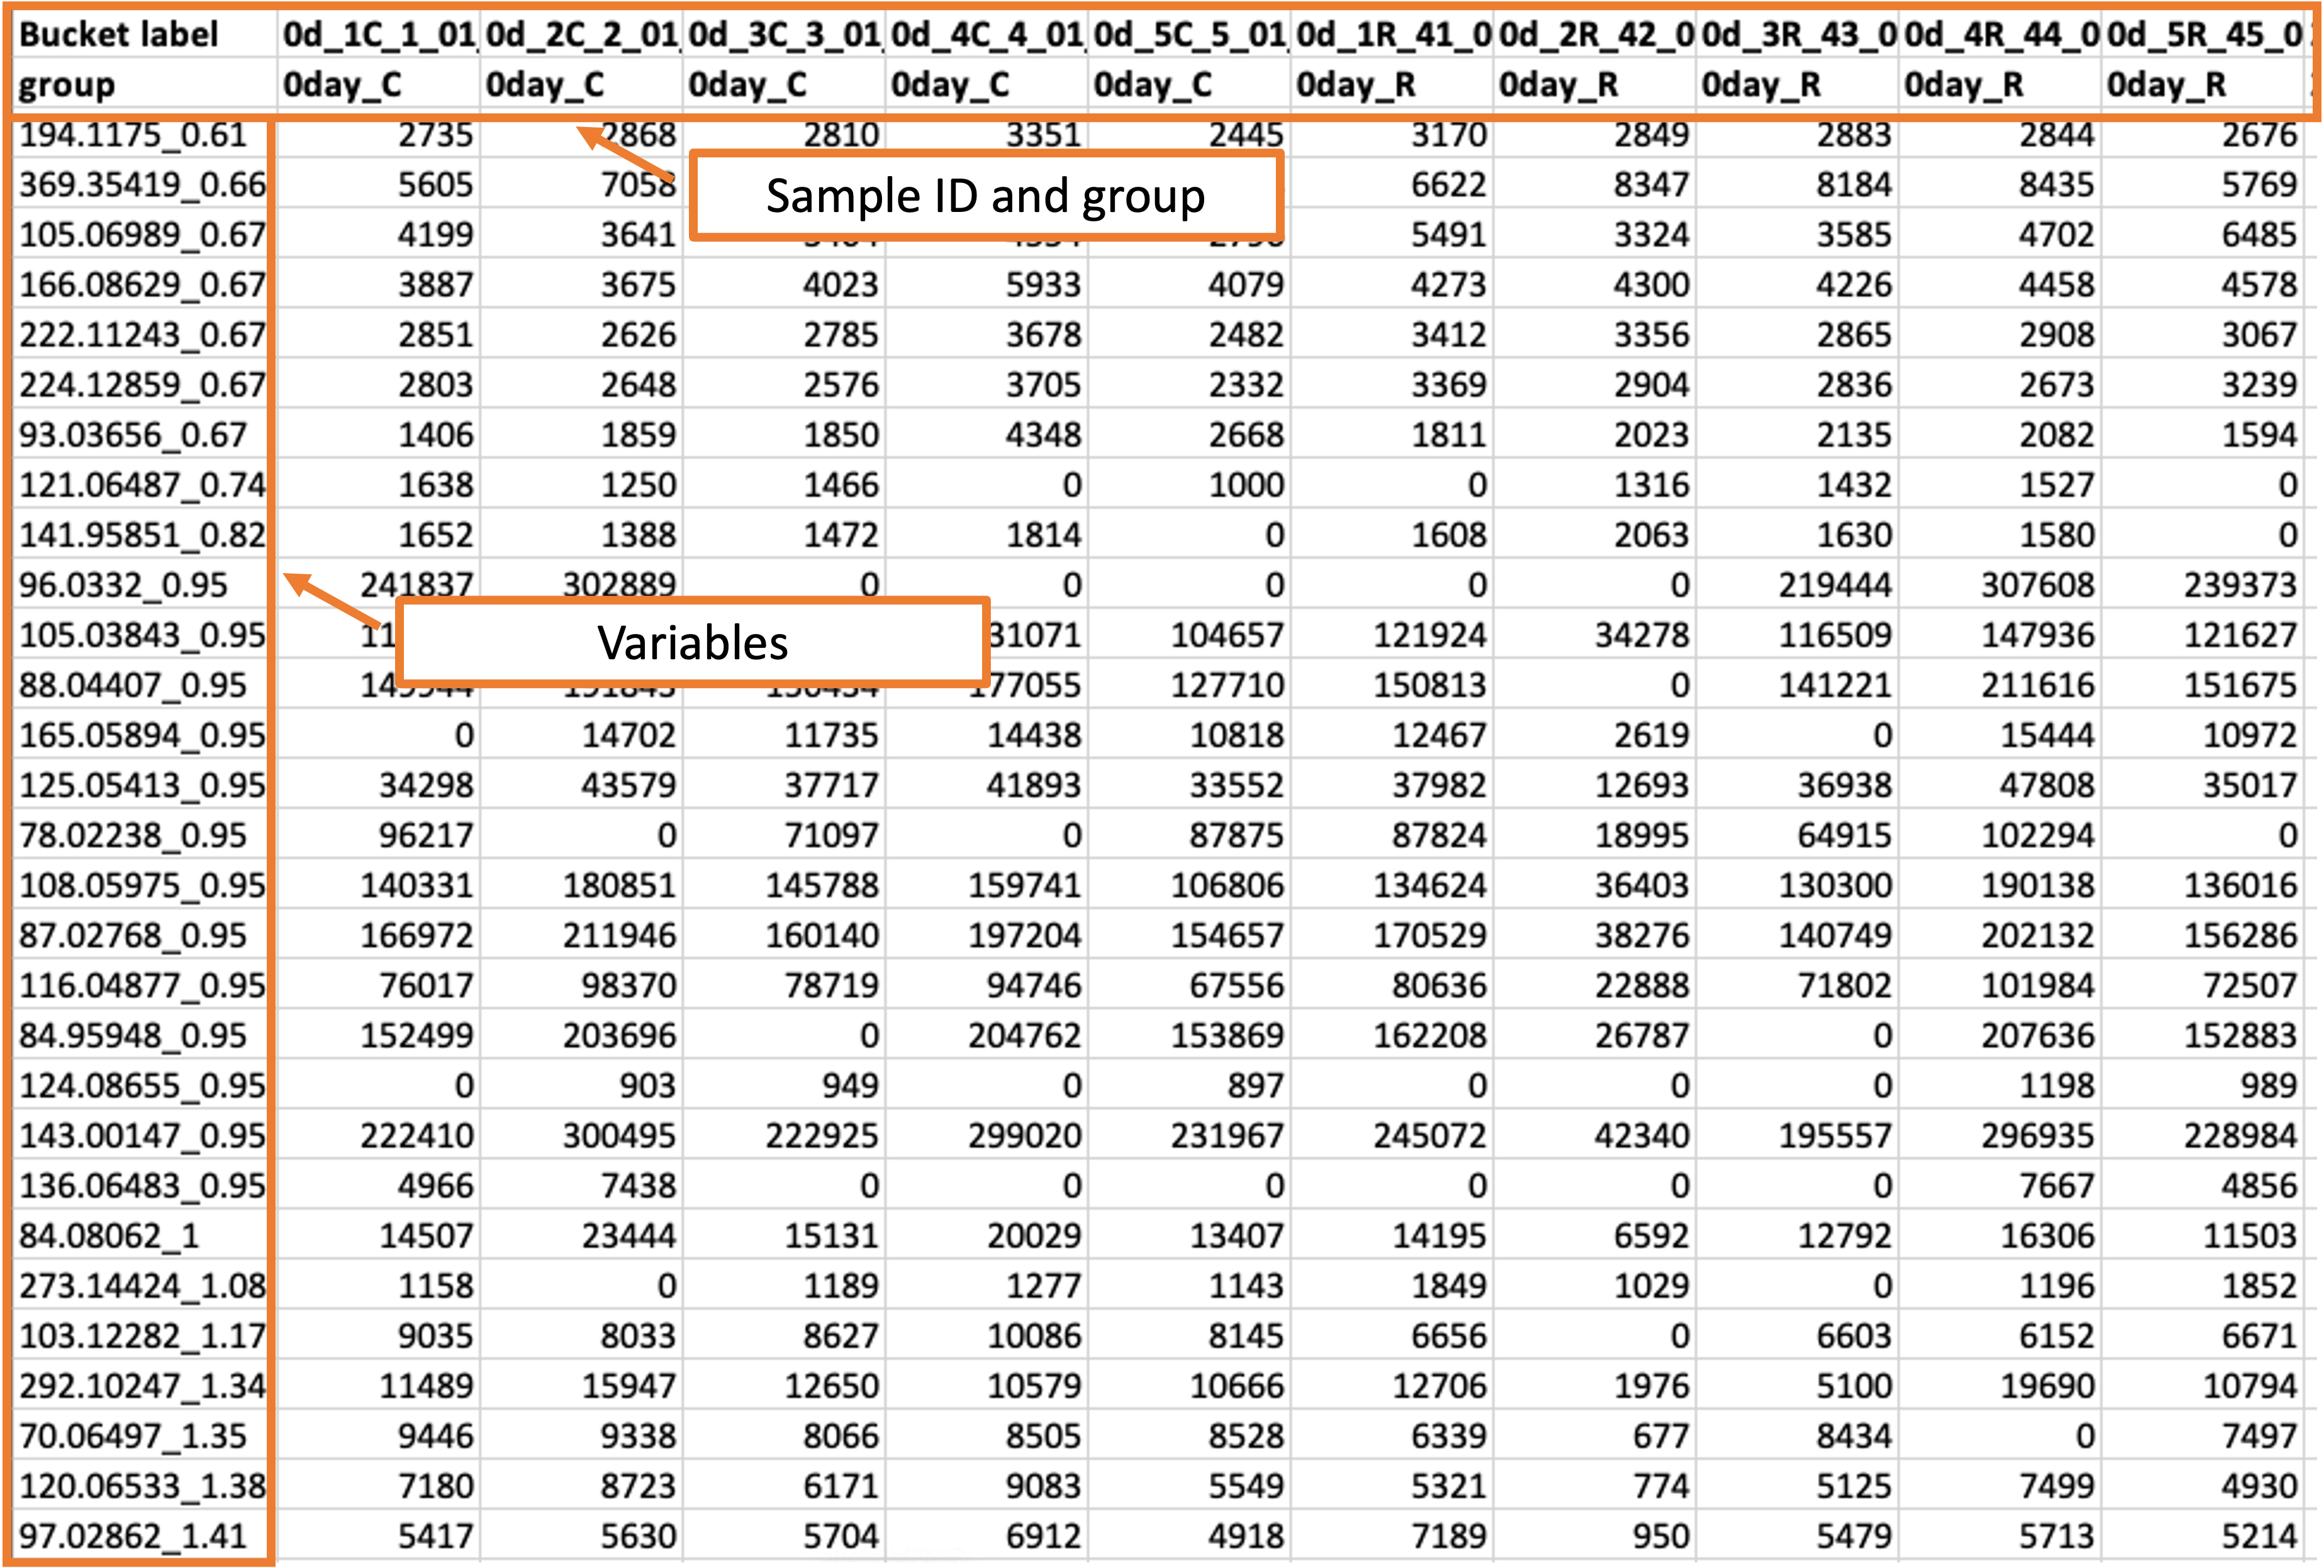 Bucket label 0d_1C_1_01 0d_2C_2_01 0d_3C_3_01 0d_4C_4_01 0d_5C_5_01 0d_1R_41_0 0d_2R_42_0 0d_3R_43_0 0d_4R_44_0 0d_5R_45_0
group 0day_C 0day_C 0day_C 0day_C 0day_C 0day_R 0day_R 0day_R 0day_R 0day_R
194.1175_0.61 2735 2868 2810 3351 2445 3170 2849 2883 2844 2676
369.35419_0.66 5605 7058 6622 8347 8184 8435 5769
Sample ID and group
105.06989_0.67 4199 3641 5491 3324 3585 4702 6485
166.08629_0.67 3887 3675 4023 5933 4079 4273 4300 4226 4458 4578
222.11243_0.67 2851 2626 2785 3678 2482 3412 3356 2865 2908 3067
224.12859_0.67 2803 2648 2576 3705 2332 3369 2904 2836 2673 3239
93.03656_0.67 1406 1859 1850 4348 2668 1811 2023 2135 2082 1594
121.06487_0.74 1638 1250 1466 0 1000 0 1316 1432 1527 0
141.95851_0.82 1652 1388 1472 1814 0 1608 2063 1630 1580 0
96.0332_0.95 241837 302889 0 0 0 0 0 219444 307608 239373
105.03843_0.95 11 31071 104657 121924 34278 116509 147936 121627
Variables
88.04407_0.95 177055 127710 150813 0 141221 211616 151675
165.05894_0.95 0 14702 11735 14438 10818 12467 2619 0 15444 10972
125.05413_0.95 34298 43579 37717 41893 33552 37982 12693 36938 47808 35017
78.02238_0.95 96217 0 71097 0 87875 87824 18995 64915 102294 0
108.05975_0.95 140331 180851 145788 159741 106806 134624 36403 130300 190138 136016
87.02768_0.95 166972 211946 160140 197204 154657 170529 38276 140749 202132 156286
116.04877_0.95 76017 98370 78719 94746 67556 80636 22888 71802 101984 72507
84.95948_0.95 152499 203696 0 204762 153869 162208 26787 0 207636 152883
124.08655_0.95 0 903 949 0 897 0 0 0 1198 989
143.00147_0.95 222410 300495 222925 299020 231967 245072 42340 195557 296935 228984
136.06483_0.95 4966 7438 0 0 0 0 0 0 7667 4856
84.08062_1 14507 23444 15131 20029 13407 14195 6592 12792 16306 11503
273.14424_1.08 1158 0 1189 1277 1143 1849 1029 0 1196 1852
103.12282_1.17 9035 8033 8627 10086 8145 6656 0 6603 6152 6671
292.10247_1.34 11489 15947 12650 10579 10666 12706 1976 5100 19690 10794
70.06497_1.35 9446 9338 8066 8505 8528 6339 677 8434 0 7497
120.06533_1.38 7180 8723 6171 9083 5549 5321 774 5125 7499 4930
97.02862_1.41 5417 5630 5704 6912 4918 7189 950 5479 5713 5214